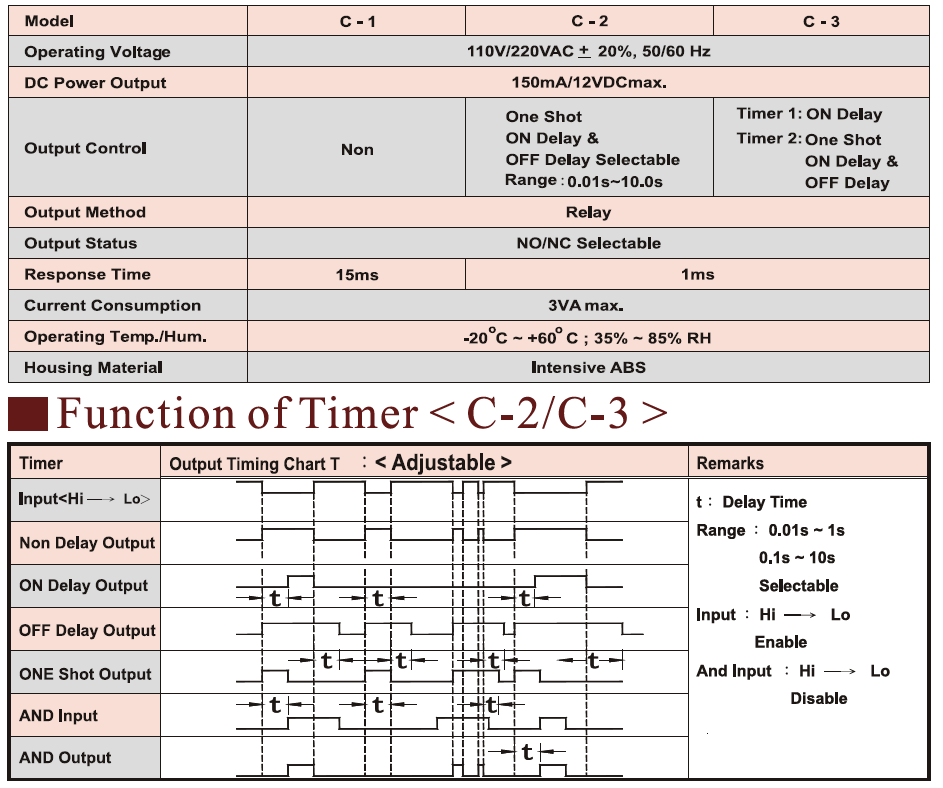 Model C - 1 C - 2 C - 3
Operating Voltage 110V/220VAC ± 20%, 50/60 Hz
DC Power Output 150mA/12VDCmax.
Output Control Non
One Shot
ON Delay &
OFF Delay Selectable
Range : 0.01s~10.0s
Timer 1: ON Delay
Timer 2: One Shot
ON Delay &
OFF Delay
Output Method Relay
Output Status NO/NC Selectable
Response Time 15ms 1ms
Current Consumption 3VA max.
Operating Temp./Hum. -20°C ~ +60°C ; 35% ~ 85% RH
Housing Material Intensive ABS
Function of Timer < C-2/C-3 >
Timer Output Timing Chart T : < Adjustable > Remarks
Input<Hi → Lo>
Non Delay Output
ON Delay Output t t t
OFF Delay Output
ONE Shot Output t t t t
AND Input t t t
AND Output t
t : Delay Time
Range : 0.01s ~ 1s
0.1s ~ 10s
Selectable
Input : Hi → Lo
Enable
And Input : Hi → Lo
Disable